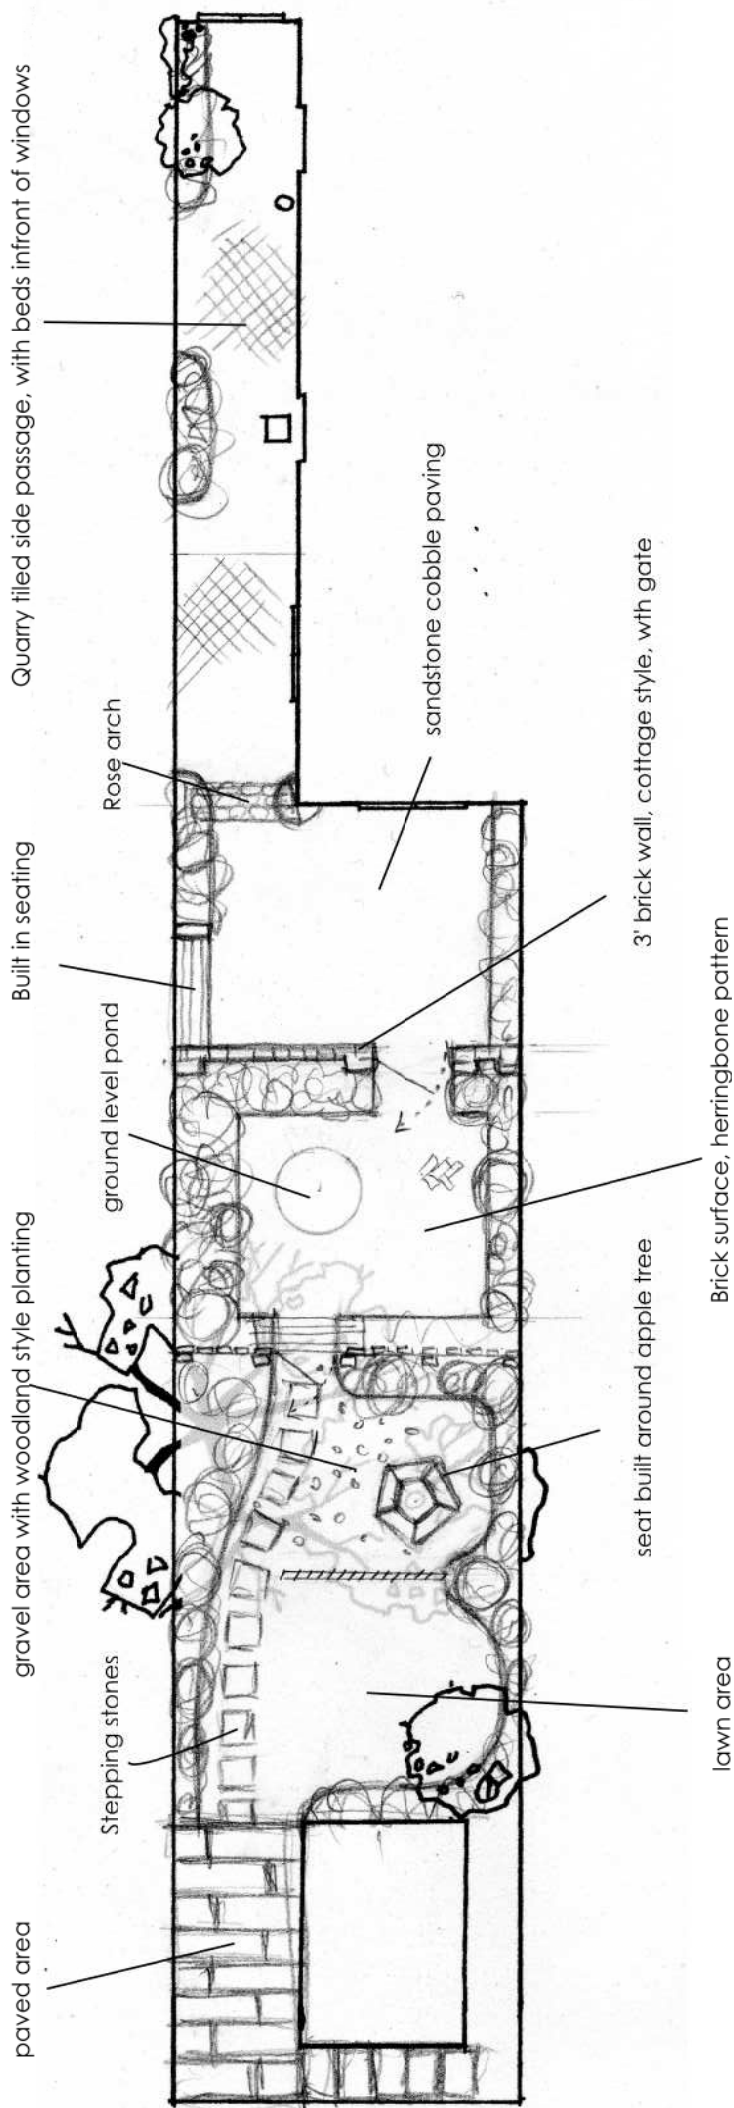 paved area
Stepping stones
gravel area with woodland style planting
ground level pond
Built in seating
Rose arch
Quarry tiled side passage, with beds infront of windows
lawn area
seat built around apple tree
Brick surface, herringbone pattern
3' brick wall, cottage style, wth gate
sandstone cobble paving